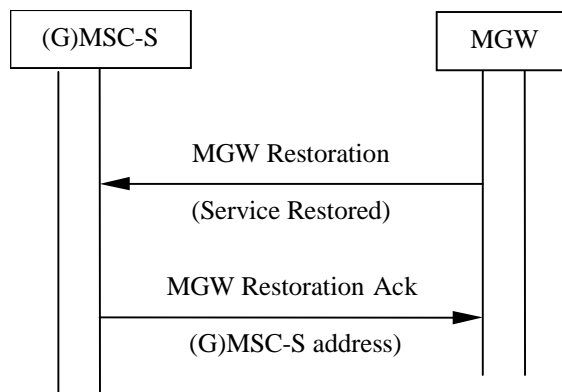 (G)MSC-S
MGW
MGW Restoration
(Service Restored)
MGW Restoration Ack
(G)MSC-S address)